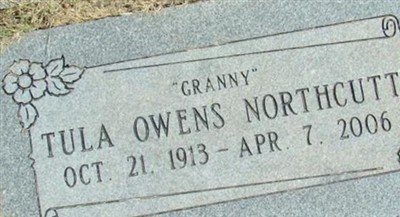 "GRANNY"
TULA OWENS NORTHCUTT
OCT. 21. 1913 - APR. 7. 2006